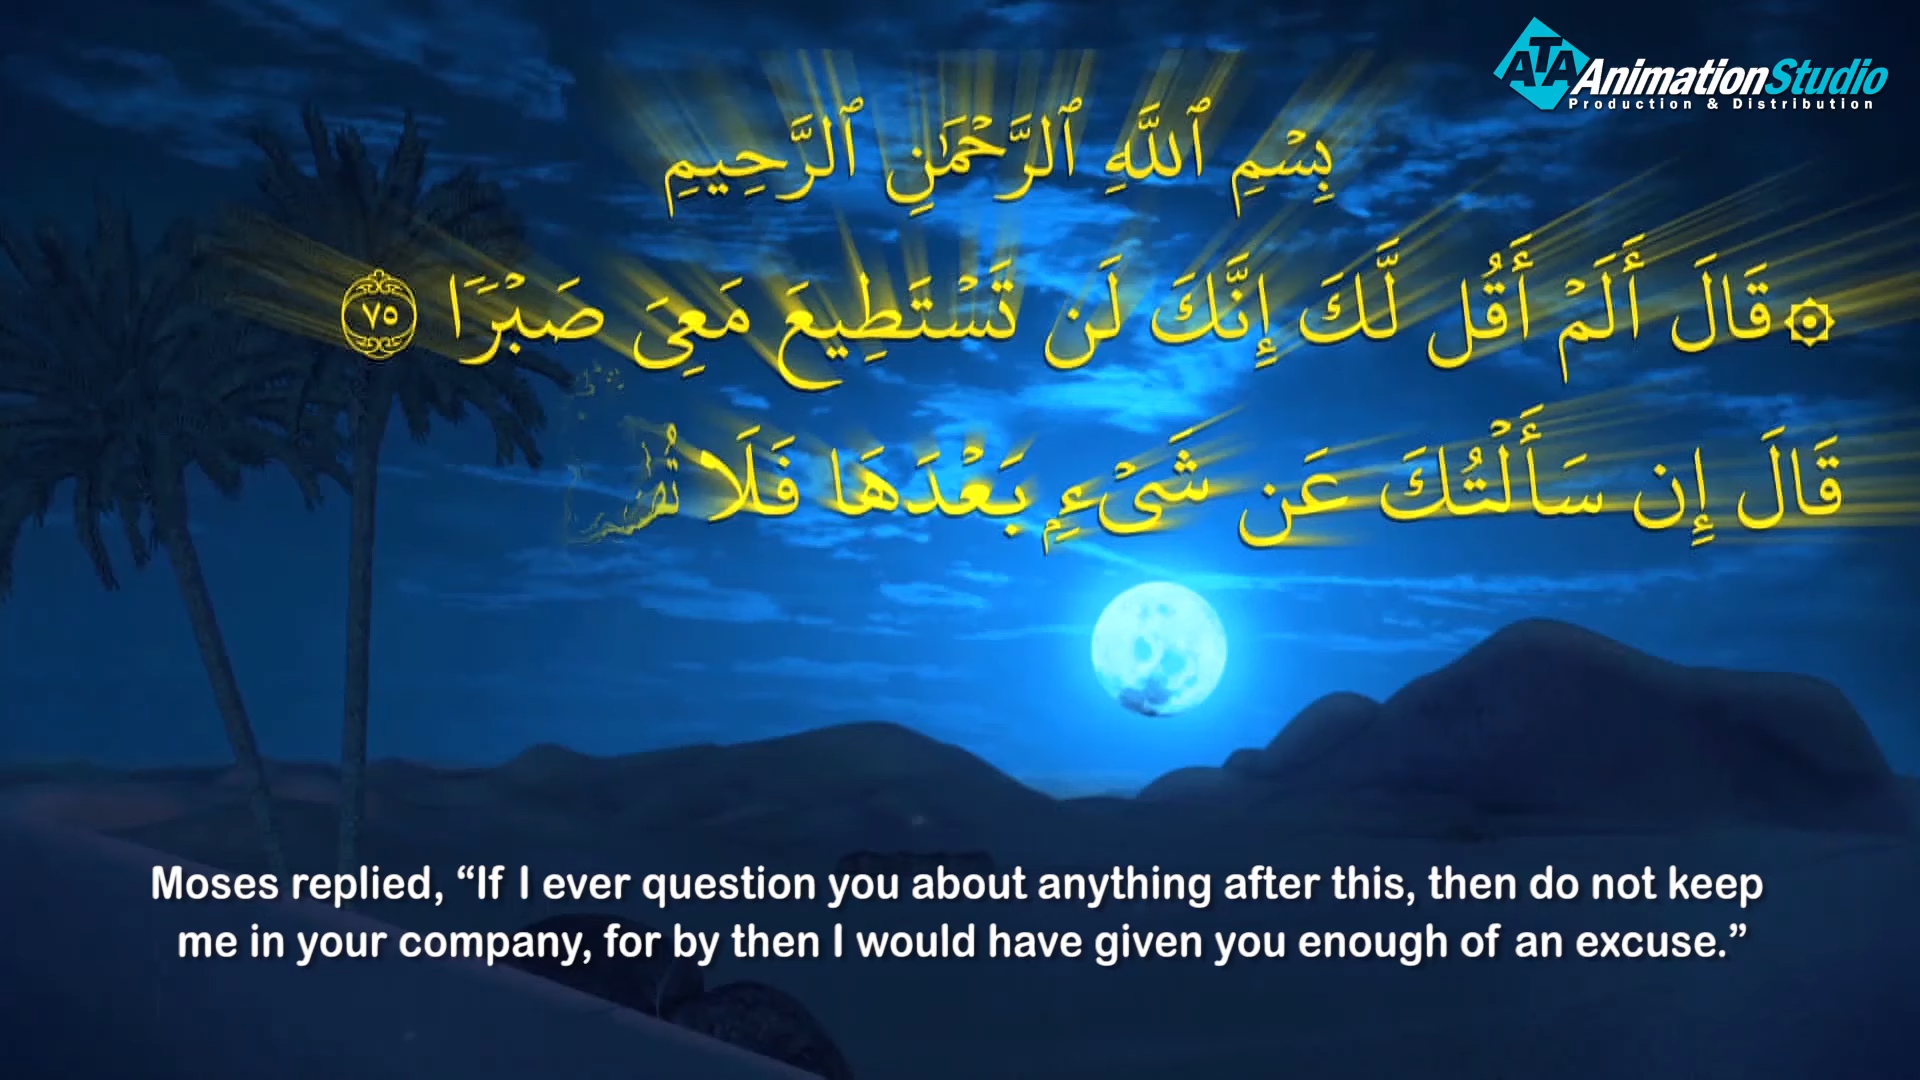 ATA AnimationStudio
Production & Distribution
بِسْمِ ٱللَّهِ ٱلرَّحْمَٰنِ ٱلرَّحِيمِ
۞ قَالَ أَلَمْ أَقُل لَّكَ إِنَّكَ لَن تَسْتَطِيعَ مَعِىَ صَبْرًا ٧٥
قَالَ إِن سَأَلْتُكَ عَن شَىْءٍۭ بَعْدَهَا فَلَا
Moses replied, “If I ever question you about anything after this, then do not keep
me in your company, for by then I would have given you enough of an excuse.”